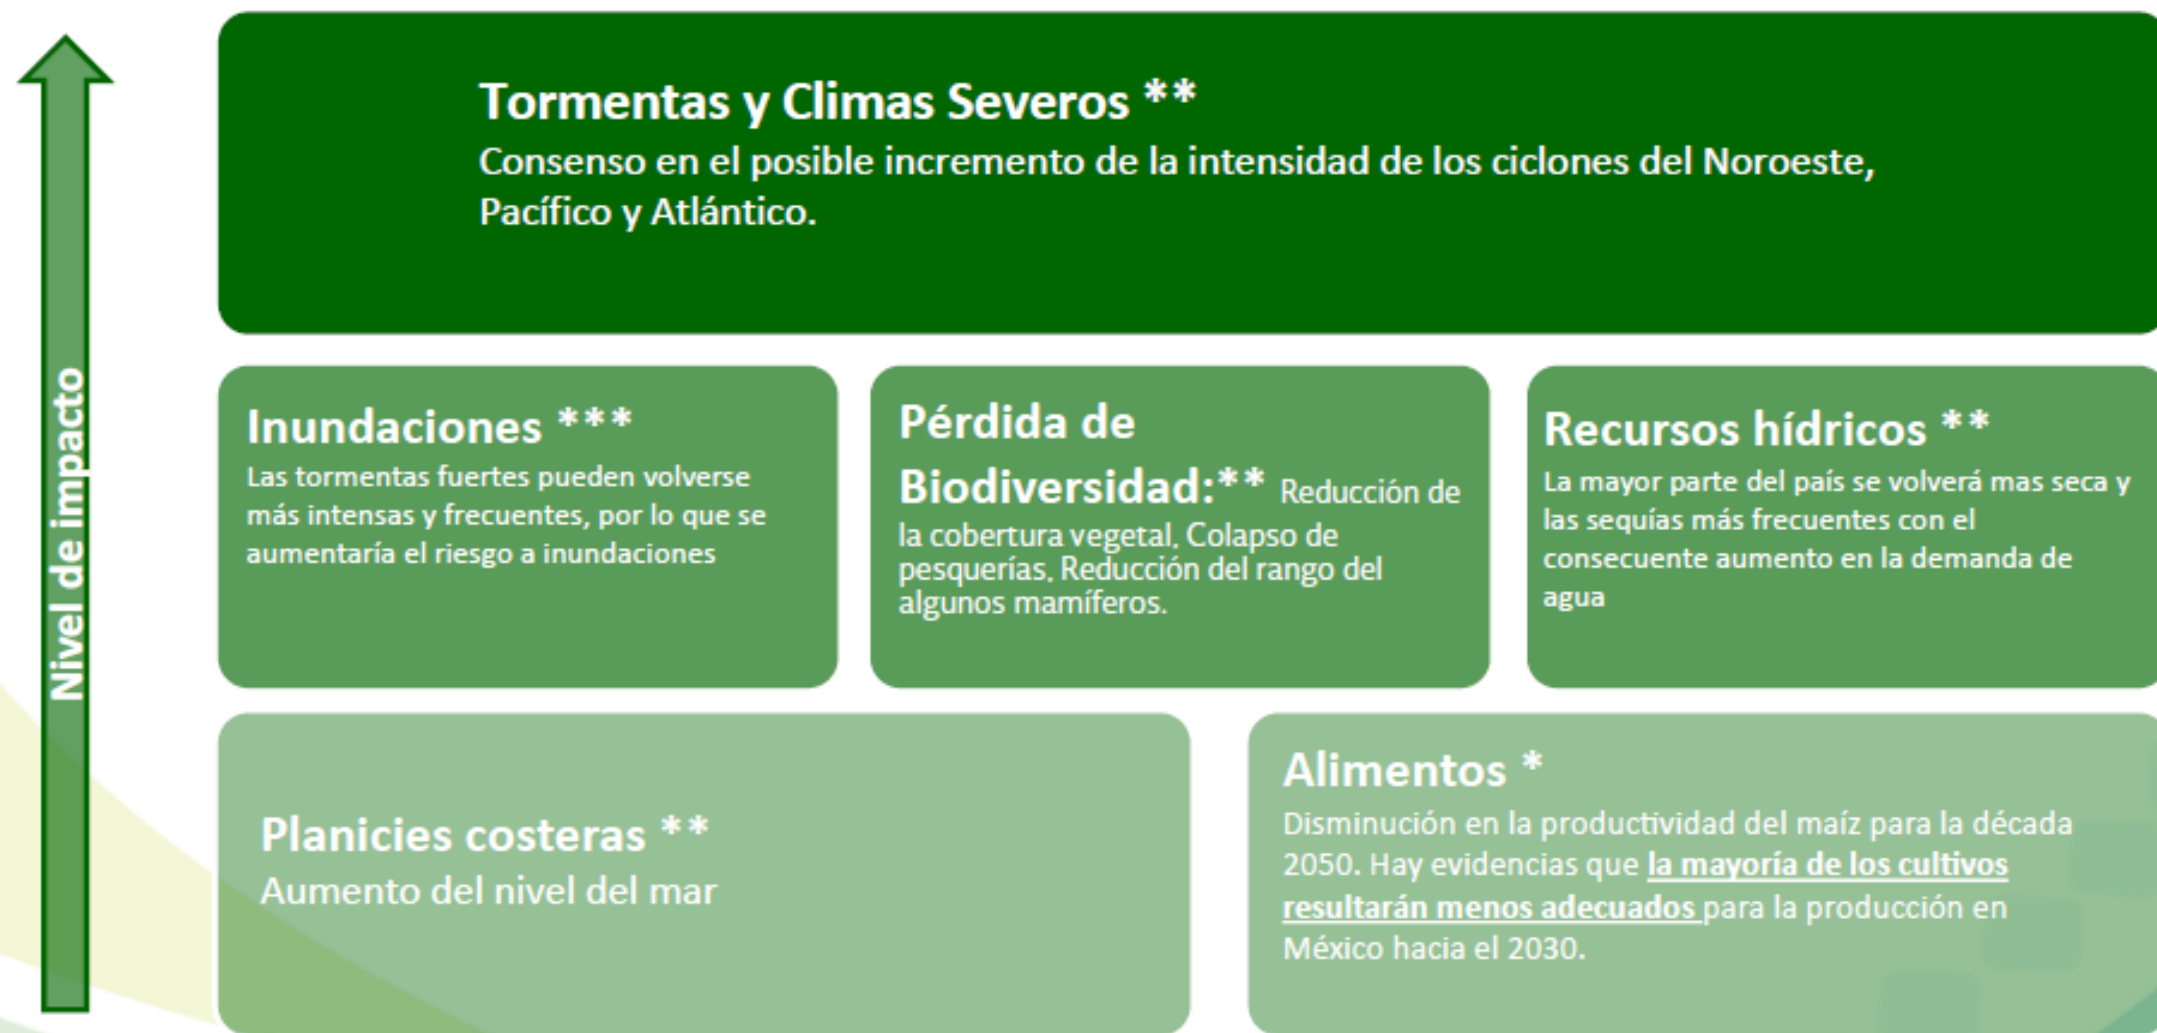 Nivel de impacto
Tormentas y Climas Severos **
Consenso en el posible incremento de la intensidad de los ciclones del Noroeste,
Pacífico y Atlántico.
Inundaciones ***
Las tormentas fuertes pueden volverse
más intensas y frecuentes, por lo que se
aumentaría el riesgo a inundaciones
Pérdida de
Biodiversidad:** Reducción de
la cobertura vegetal, Colapso de
pesquerías, Reducción del rango del
algunos mamíferos.
Recursos hídricos **
La mayor parte del país se volverá mas seca y
las sequías más frecuentes con el
consecuente aumento en la demanda de
agua
Planicies costeras **
Aumento del nivel del mar
Alimentos *
Disminución en la productividad del maíz para la década
2050. Hay evidencias que la mayoría de los cultivos
resultarán menos adecuados para la producción en
México hacia el 2030.